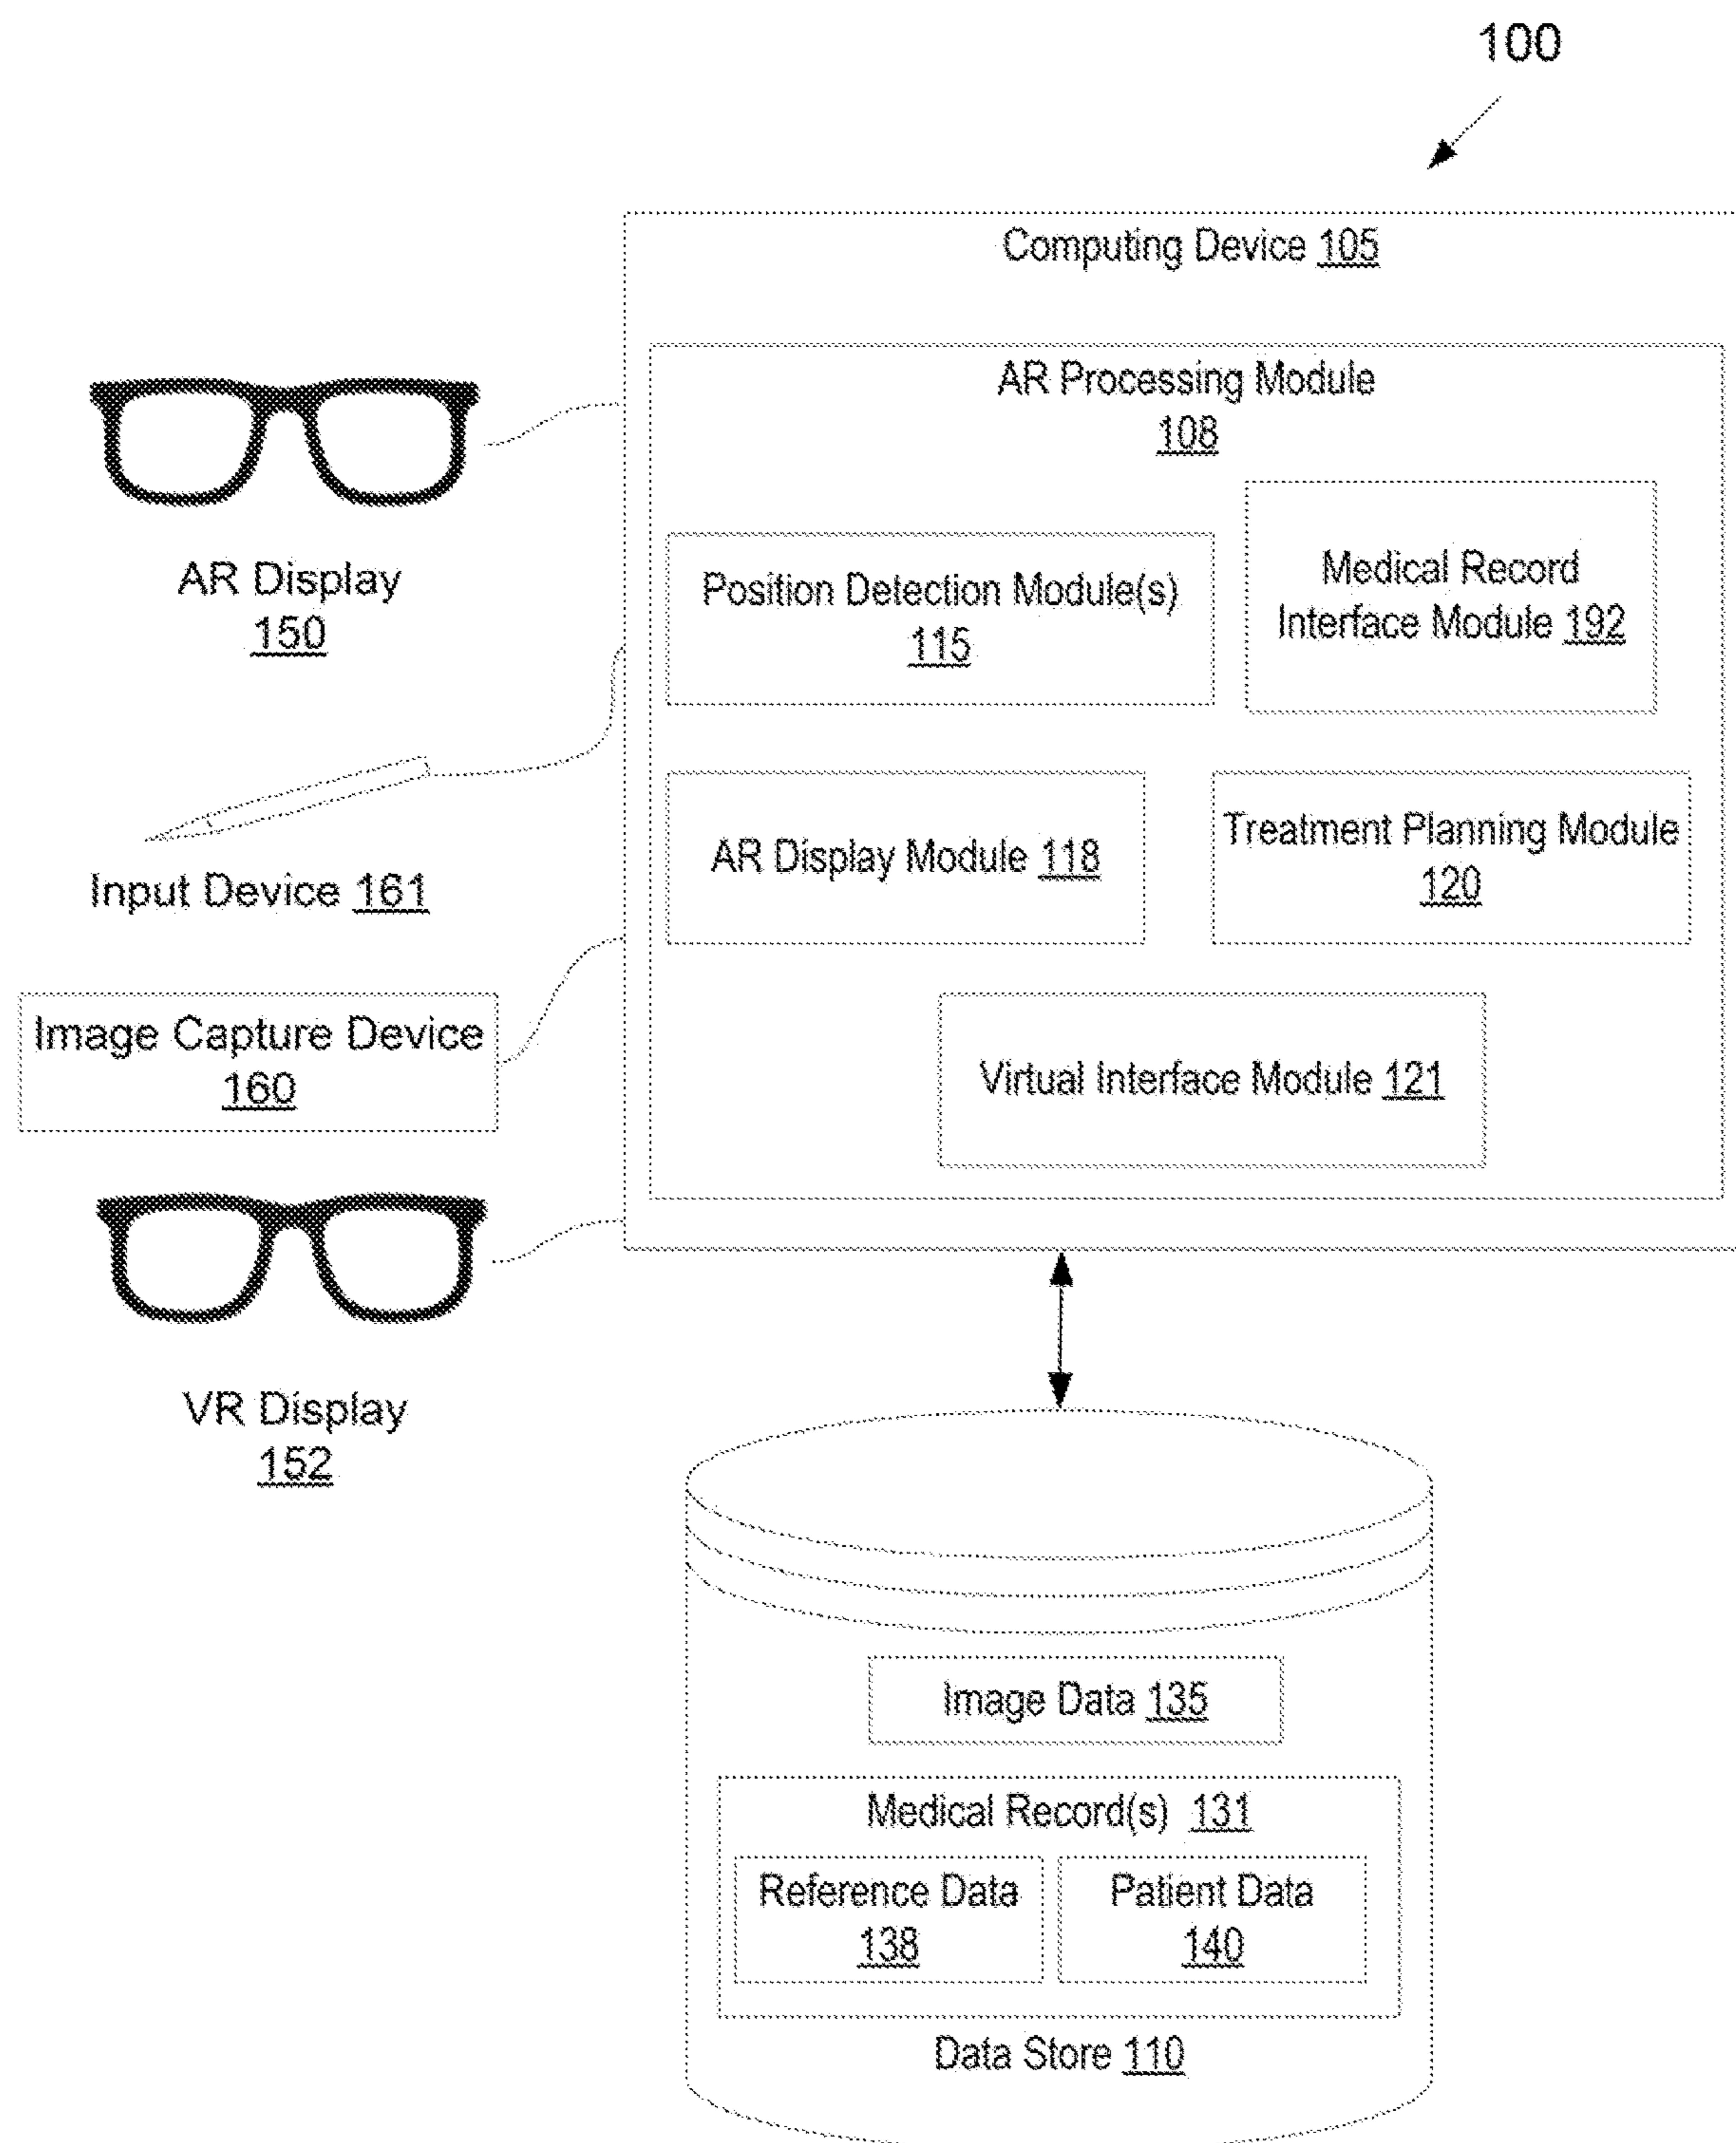 100
Computing Device 105
AR Processing Module
108
Position Detection Module(s)
115
Medical Record
Interface Module 192
AR Display Module 118
Treatment Planning Module
120
Virtual Interface Module 121
AR Display
150
Input Device 161
Image Capture Device
160
VR Display
152
Image Data 135
Medical Record(s) 131
Reference Data
138
Patient Data
140
Data Store 110